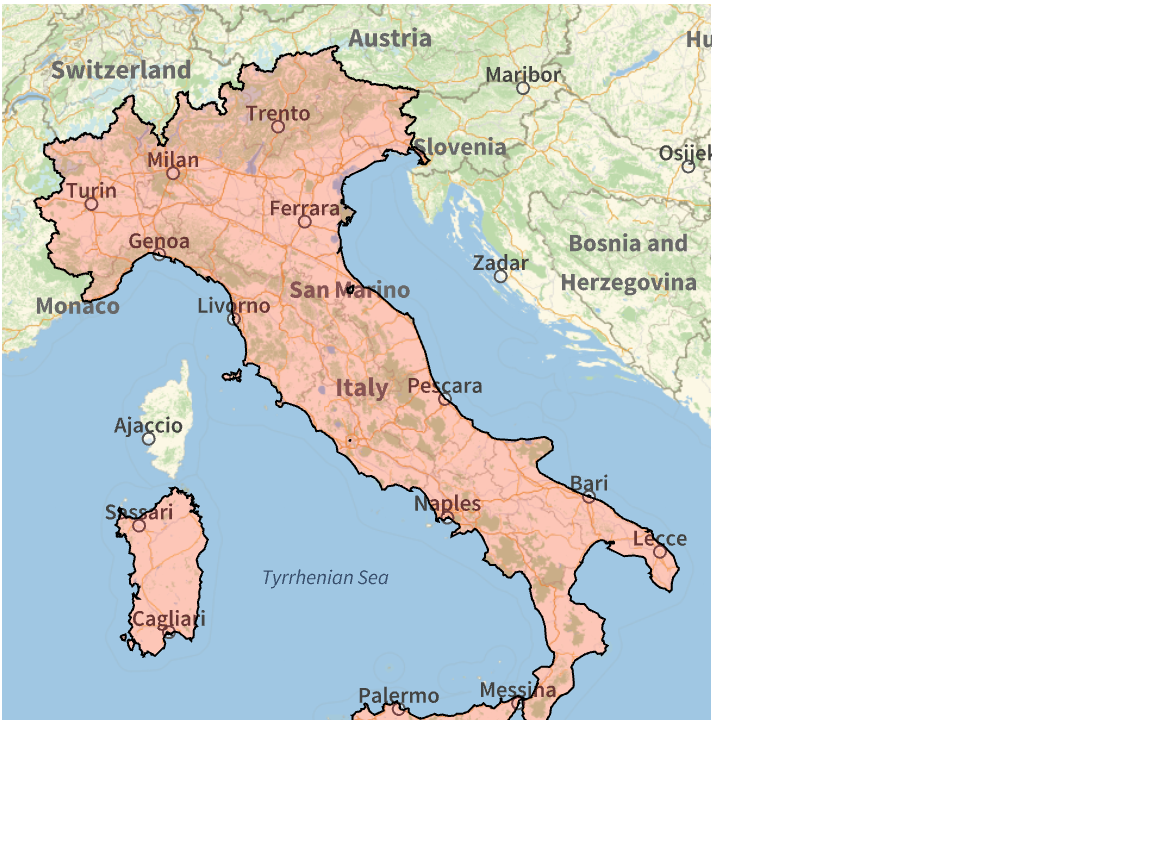 Austria
Hu
Switzerland
Maribor
Trento
Slovenia
Milan
Osijek
Turin
Ferrara
Genoa
Bosnia and
Herzegovina
Zadar
San Marino
Monaco
Livorno
Italy
Pescara
Ajaccio
Bari
Naples
Sassari
Lecce
Tyrrhenian Sea
Cagliari
Messina
Palermo